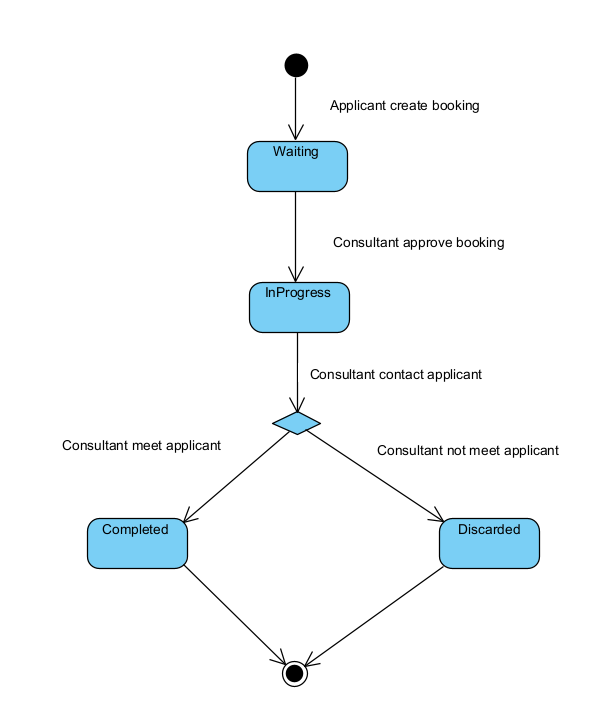 Applicant create booking
Waiting
Consultant approve booking
InProgress
Consultant contact applicant
Consultant meet applicant
Consultant not meet applicant
Completed
Discarded